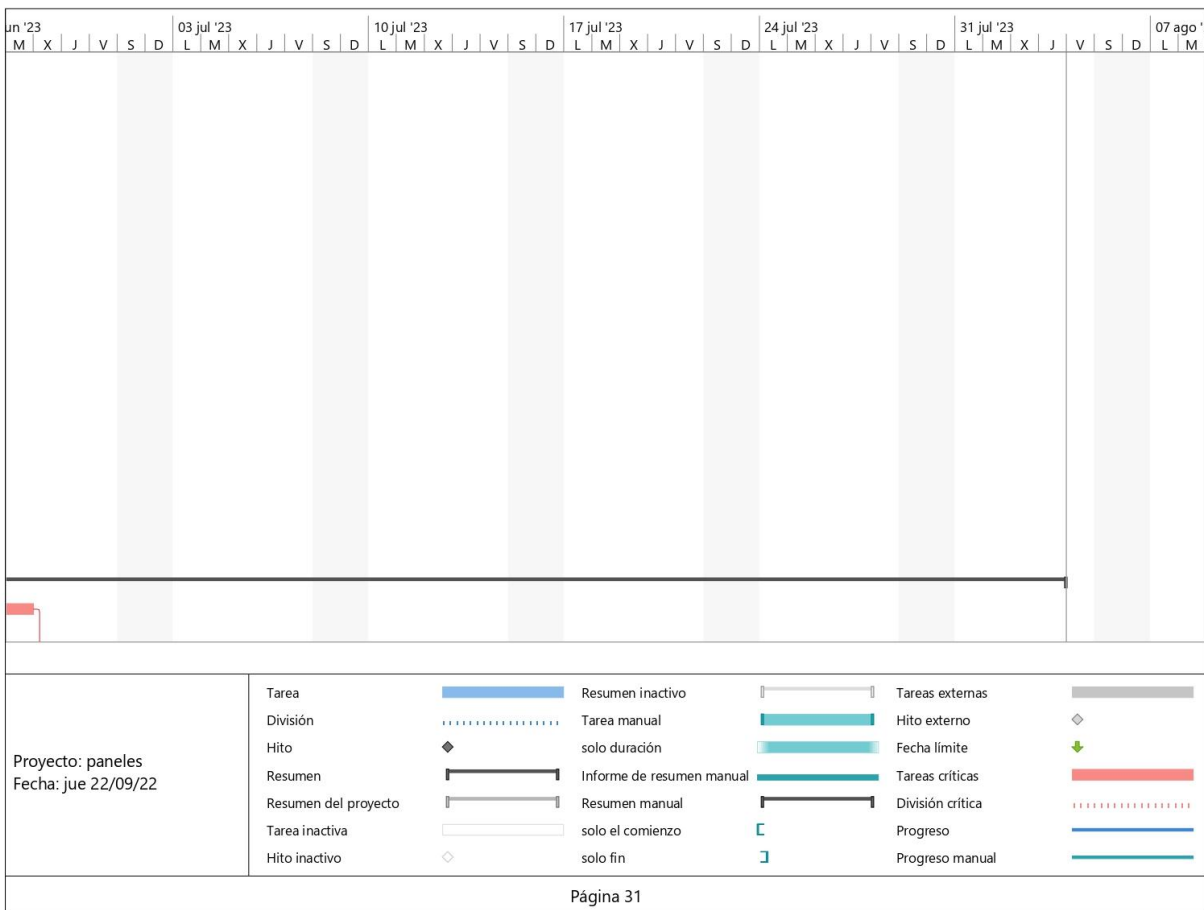 un '23 03 jul '23 10 jul '23 17 jul '23 24 jul '23 31 jul '23 07 ago '
M X J V S D L M X J V S D L M X J V S D L M X J V S D L M X J V S D L M X J V S D L M
Tarea Resumen inactivo Tareas externas
División Tarea manual Hito externo
Hito solo duración Fecha límite
Proyecto: paneles
Fecha: jue 22/09/22
Resumen Informe de resumen manual Tareas críticas
Resumen del proyecto Resumen manual División crítica
Tarea inactiva solo el comienzo Progreso
Hito inactivo solo fin Progreso manual
Página 31